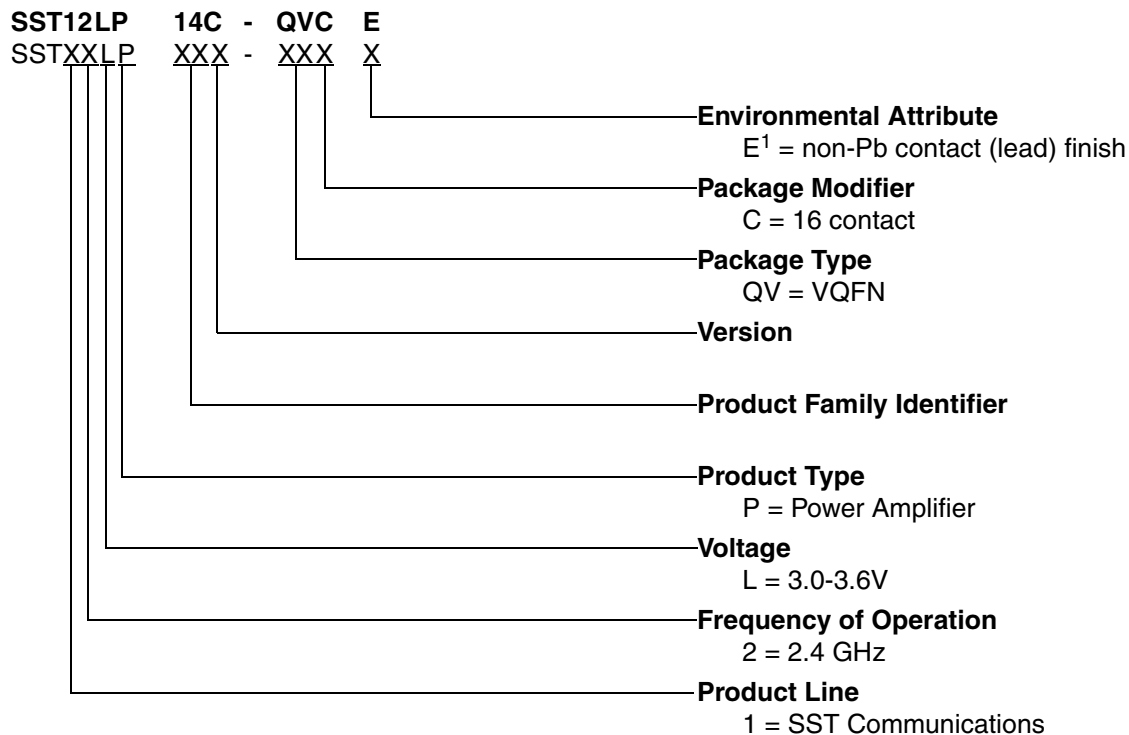 SST12LP 14C - QVC E
SSTXXLP XXX - XXX X
Environmental Attribute
E1 = non-Pb contact (lead) finish
Package Modifier
C = 16 contact
Package Type
QV = VQFN
Version
Product Family Identifier
Product Type
P = Power Amplifier
Voltage
L = 3.0-3.6V
Frequency of Operation
2 = 2.4 GHz
Product Line
1 = SST Communications